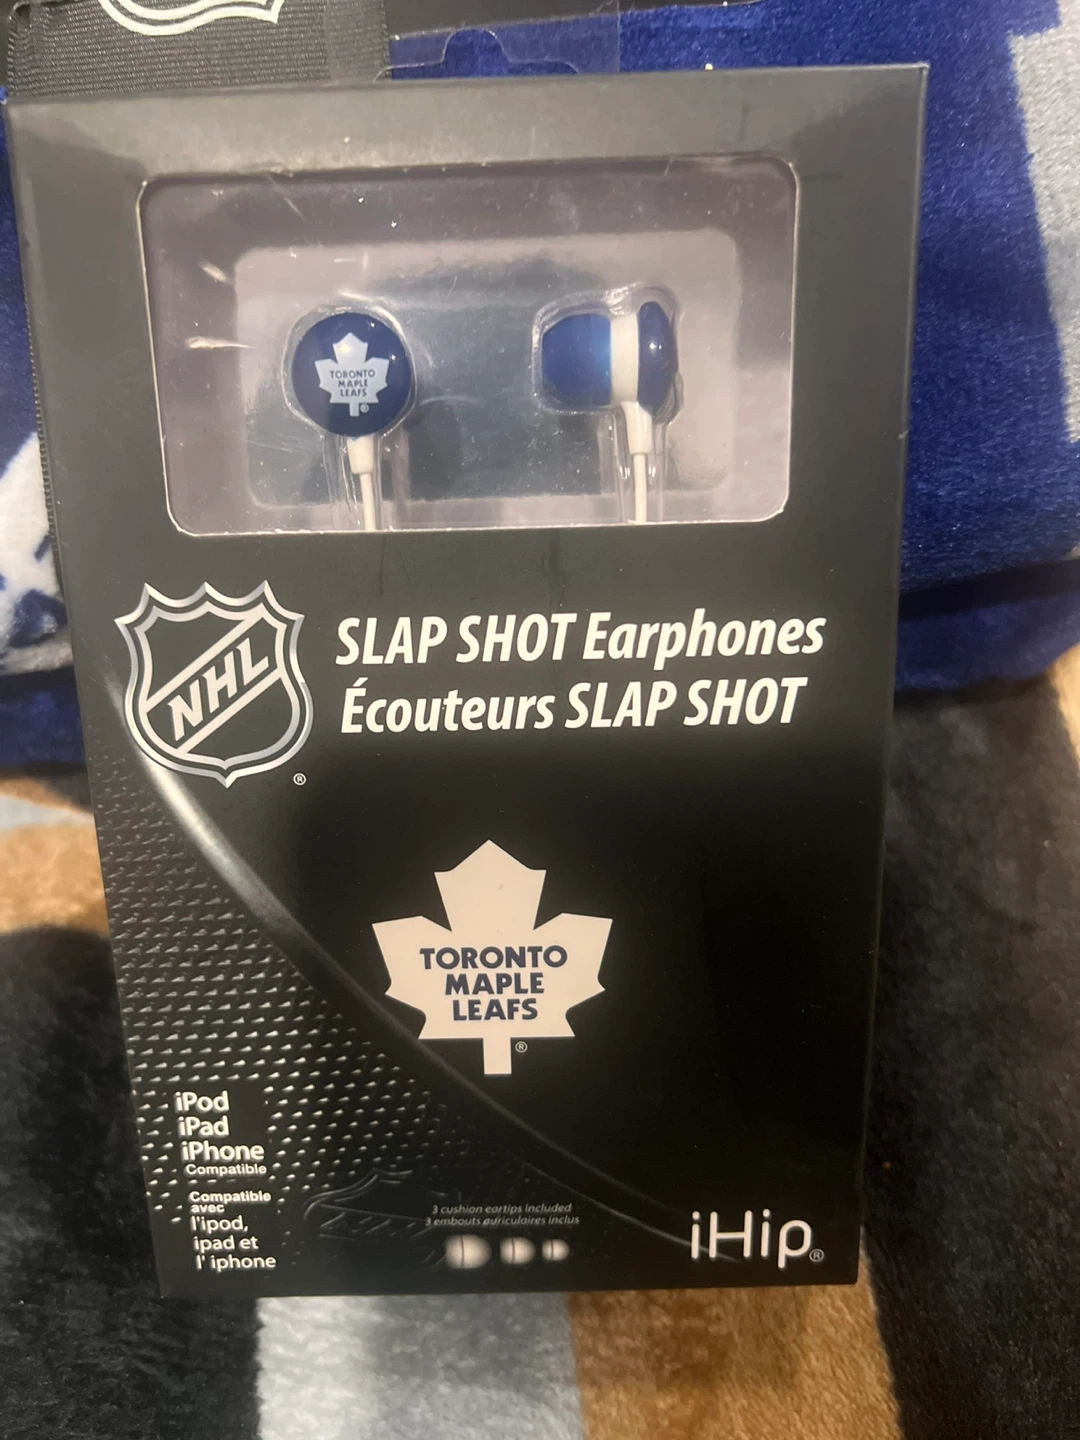 TORONTO
MAPLE
LEAFS
®
NHL
®
SLAP SHOT Earphones
Écouteurs SLAP SHOT
TORONTO
MAPLE
LEAFS
®
iPod
iPad
iPhone
Compatible
Compatible
avec
l'ipod,
ipad et
l' iphone
3 cushion eartips included
3 embouts auriculaires inclus
iHip®